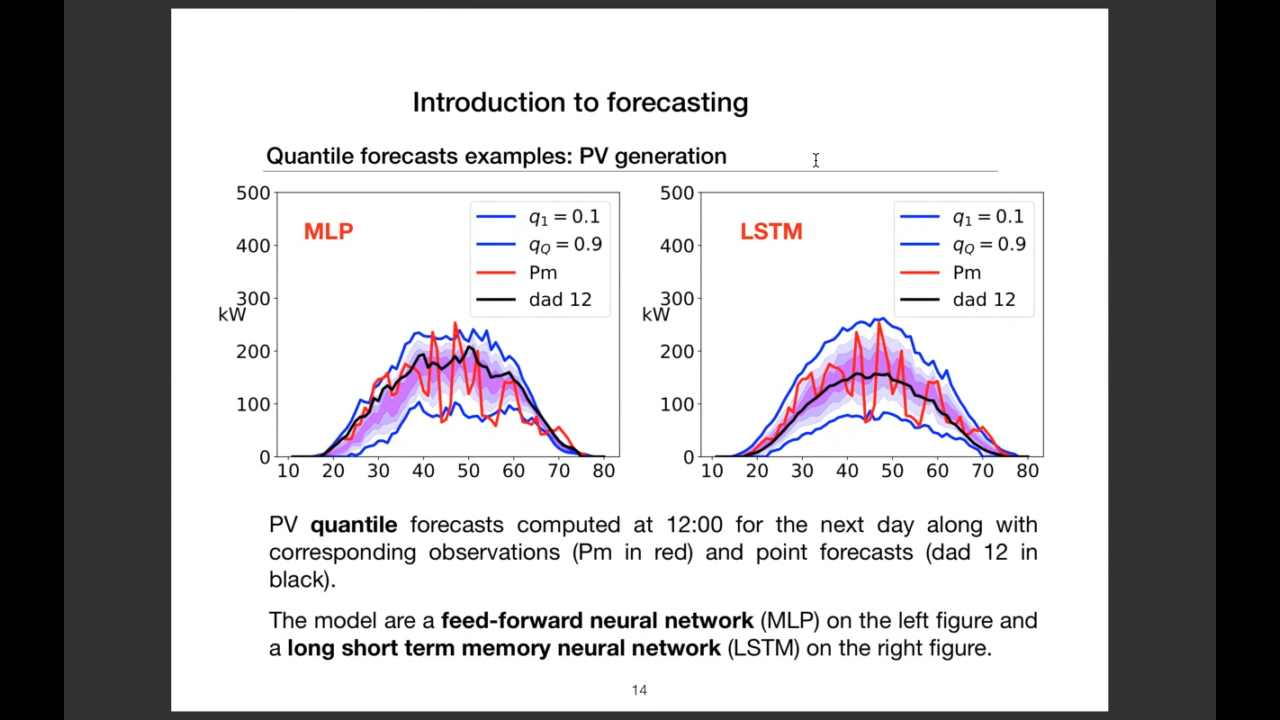 Introduction to forecasting
Quantile forecasts examples: PV generation
500
400
300
kW
200
100
0
10 20 30 40 50 60 70 80
MLP
q1 = 0.1
qQ = 0.9
Pm
dad 12
500
400
300
kW
200
100
0
10 20 30 40 50 60 70 80
LSTM
q1 = 0.1
qQ = 0.9
Pm
dad 12
PV quantile forecasts computed at 12:00 for the next day along with
corresponding observations (Pm in red) and point forecasts (dad 12 in
black).
The model are a feed-forward neural network (MLP) on the left figure and
a long short term memory neural network (LSTM) on the right figure.
14